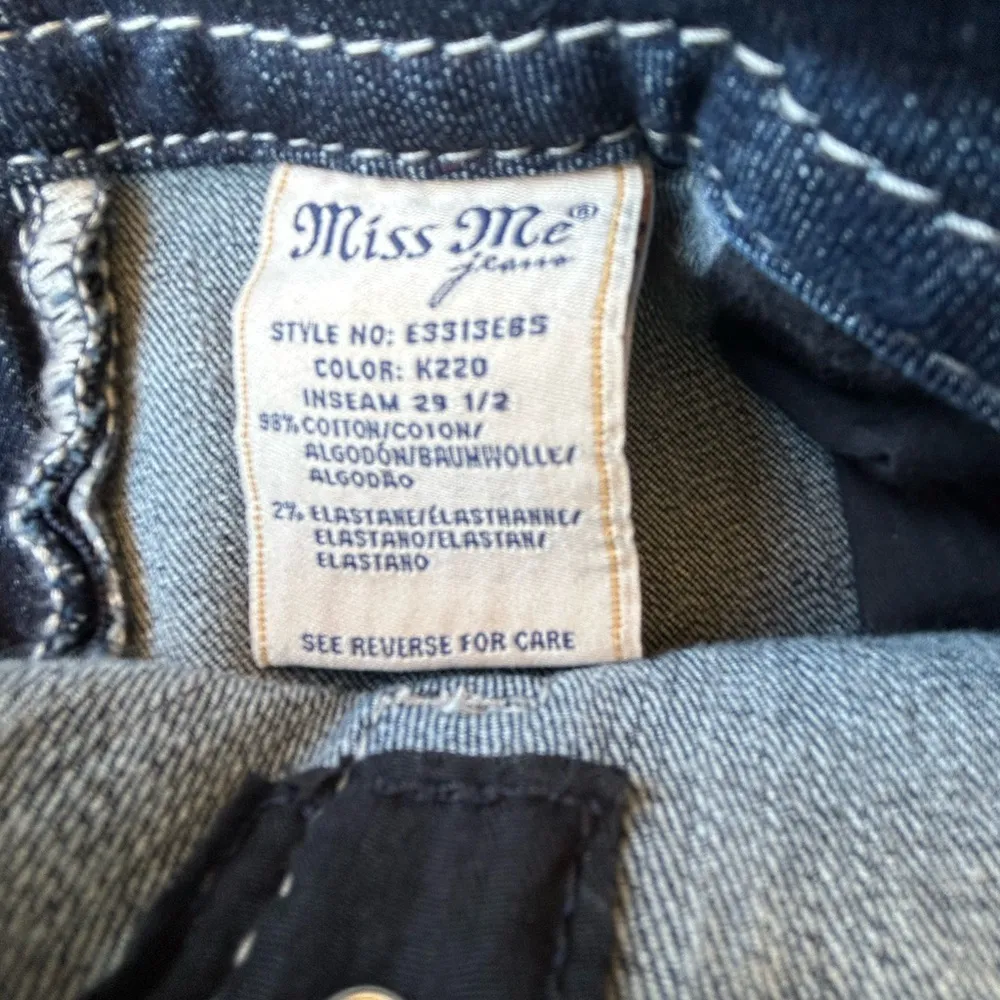 Miss Me®
jeans
STYLE NO: E3313EBS
COLOR: K220
INSEAM 29 1/2
98% COTTON/COTON/
ALGODÓN/BAUMWOLLE/
ALGODÃO
2% ELASTANE/ÉLASTHANNE/
ELASTANO/ELASTAN/
ELASTANO
SEE REVERSE FOR CARE